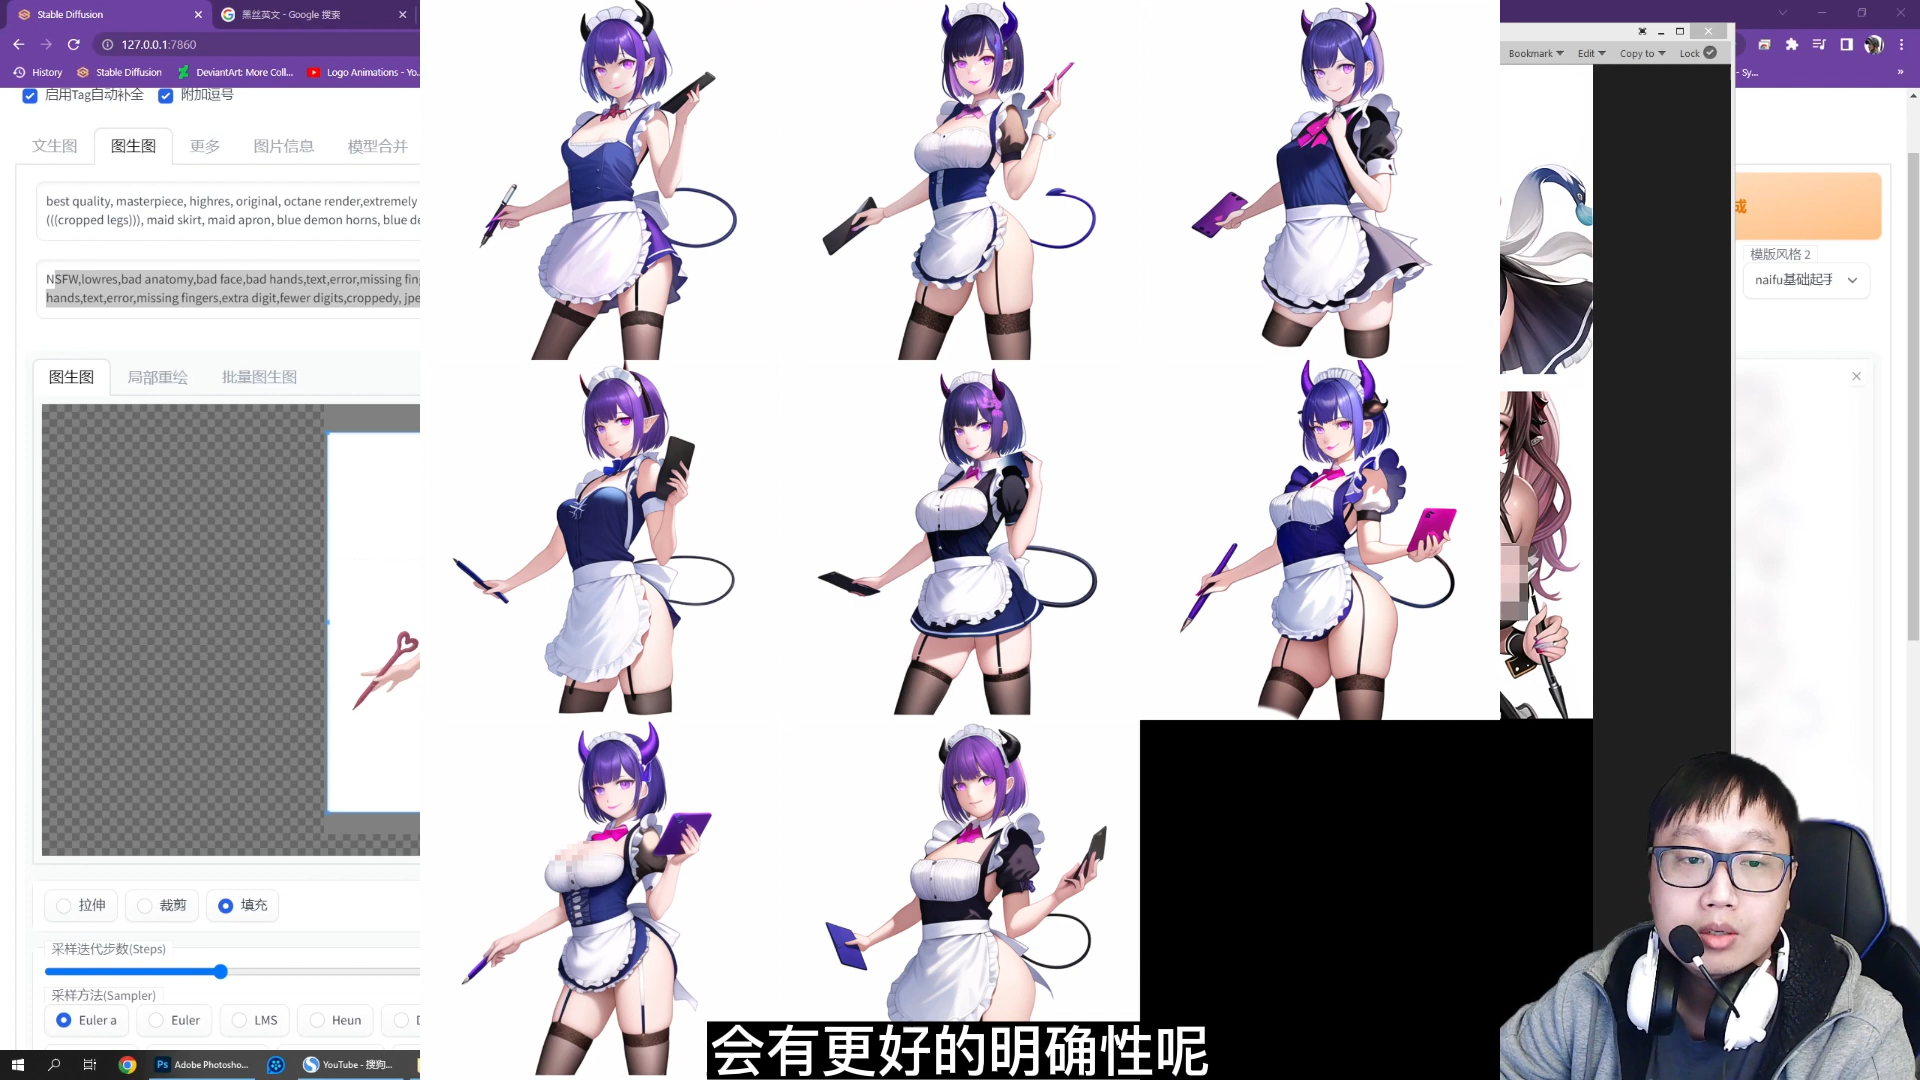 Stable Diffusion
黑丝英文 - Google 搜索
127.0.0.1:7860
History
Stable Diffusion
DeviantArt: More Coll...
Logo Animations - Yo...
- Sy...
»
Bookmark
Edit
Copy to
Lock
启用Tag自动补全
附加逗号
文生图
图生图
更多
图片信息
模型合并
best quality, masterpiece, highres, original, octane render,extremely
(((cropped legs))), maid skirt, maid apron, blue demon horns, blue de
成
模版风格 2
naifu基础起手
NSFW,lowres,bad anatomy,bad face,bad hands,text,error,missing fin
hands,text,error,missing fingers,extra digit,fewer digits,croppedy, jpe
图生图
局部重绘
批量图生图
拉伸
裁剪
填充
采样迭代步数(Steps)
采样方法(Sampler)
Euler a
Euler
LMS
Heun
D
会有更好的明确性呢
Ps
Adobe Photosho...
YouTube - 搜狗...